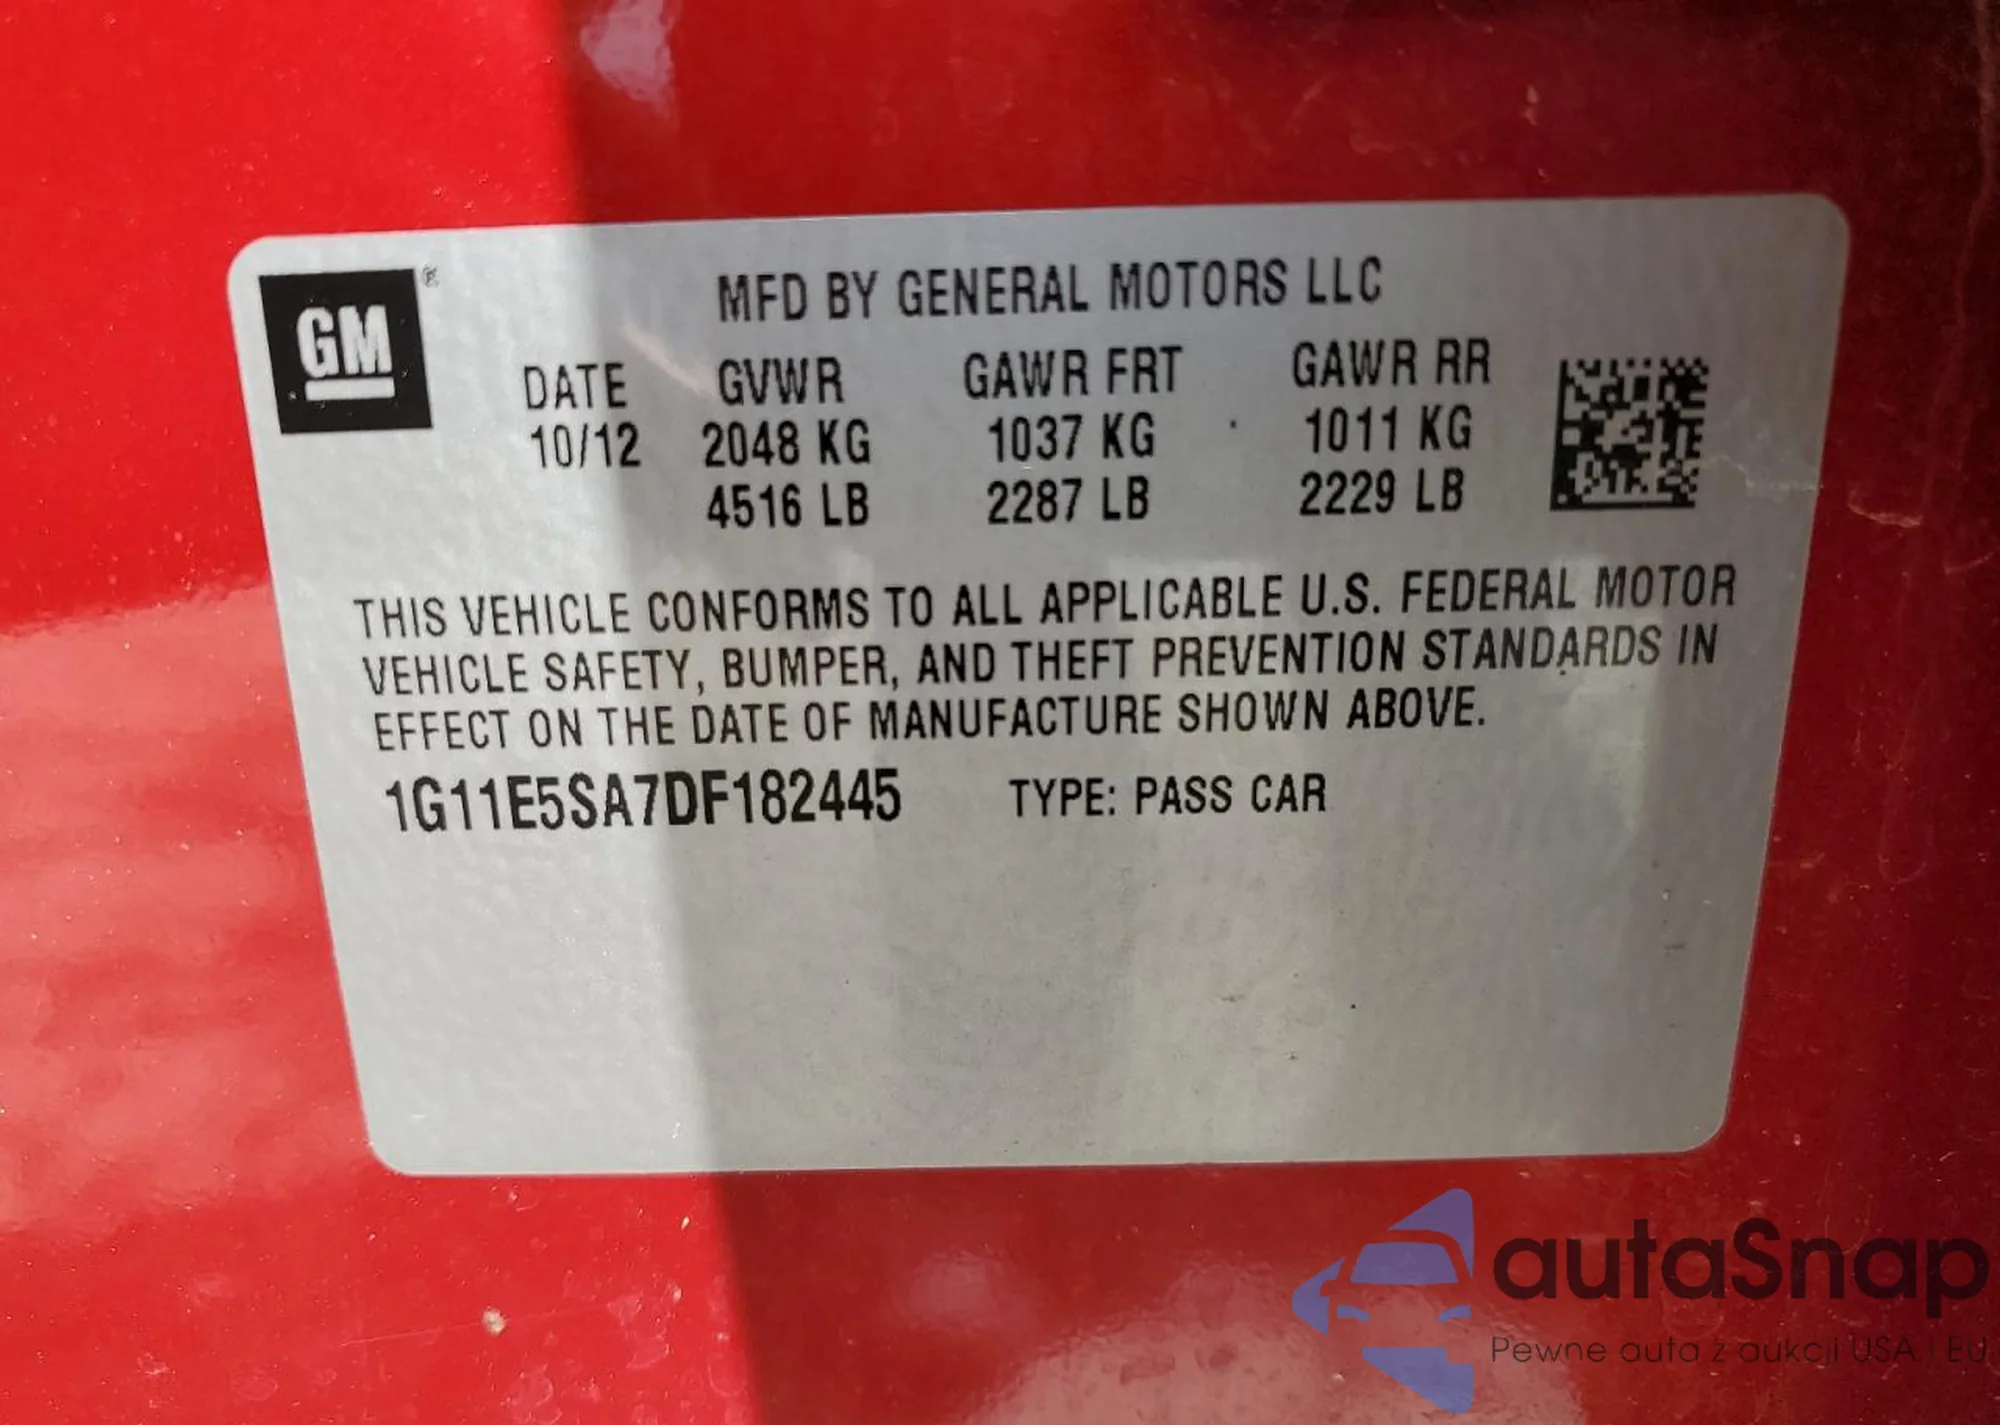 GM ®
MFD BY GENERAL MOTORS LLC
DATE GVWR GAWR FRT GAWR RR
10/12 2048 KG 1037 KG 1011 KG
4516 LB 2287 LB 2229 LB
THIS VEHICLE CONFORMS TO ALL APPLICABLE U.S. FEDERAL MOTOR
VEHICLE SAFETY, BUMPER, AND THEFT PREVENTION STANDARDS IN
EFFECT ON THE DATE OF MANUFACTURE SHOWN ABOVE.
1G11E5SA7DF182445 TYPE: PASS CAR
autaSnap
Pewne auta z aukcji USA i EU